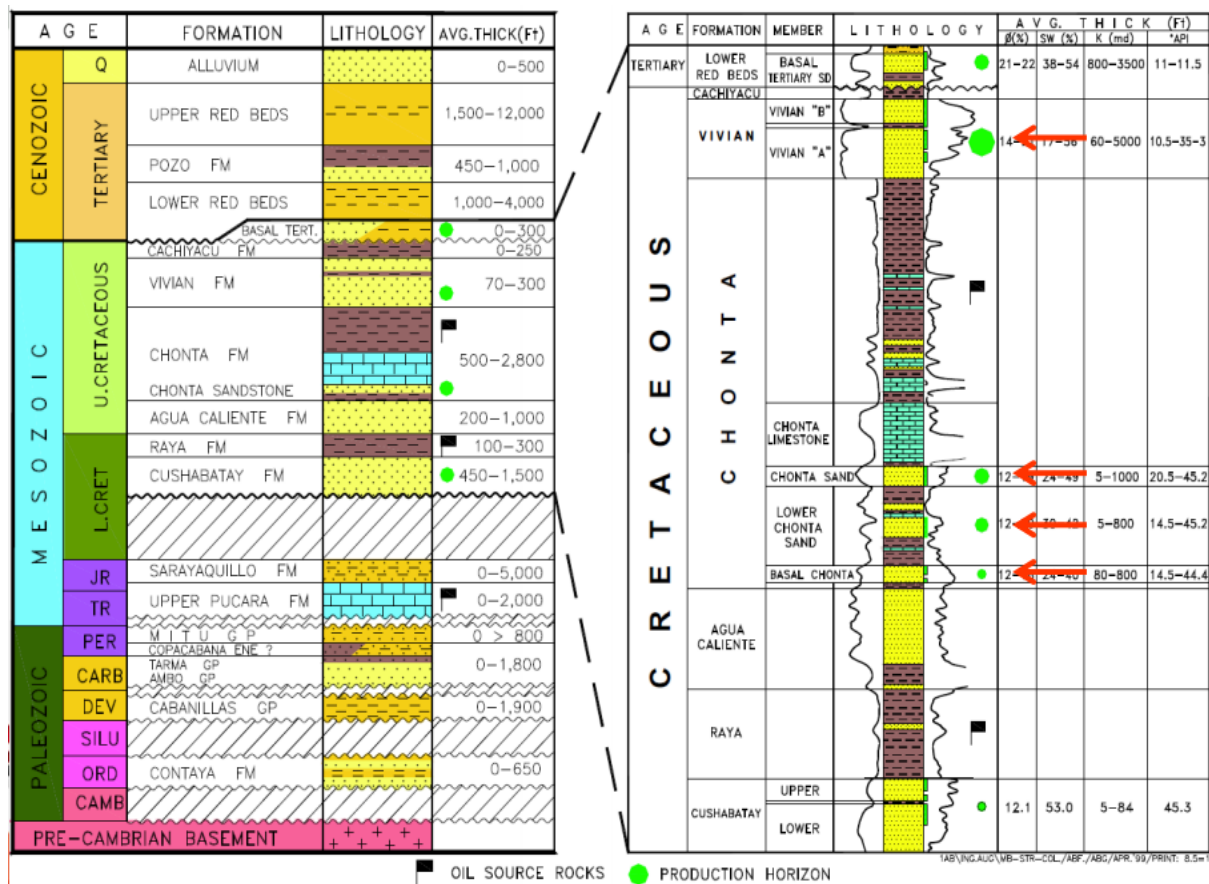 A G E FORMATION LITHOLOGY AVG.THICK(Ft)
CENOZOIC
Q ALLUVIUM 0-500
TERTIARY
UPPER RED BEDS 1,500-12,000
POZO FM 450-1,000
LOWER RED BEDS 1,000-4,000
BASAL TERT. 0-300
MESOZOIC
CACHIYACU FM 0-250
U.CRETACEOUS
VIVIAN FM 70-300
CHONTA FM 500-2,800
CHONTA SANDSTONE
AGUA CALIENTE FM 200-1,000
L.CRET
RAYA FM 100-300
CUSHABATAY FM 450-1,500
JR SARAYAQUILLO FM 0-5,000
TR UPPER PUCARA FM 0-2,000
PALEOZOIC
PER MITU GP 0 > 800
COPACABANA ENE ?
CARB TARMA GP 0-1,800
AMBO GP
DEV CABANILLAS GP 0-1,900
SILU
ORD CONTAYA FM 0-650
CAMB
PRE-CAMBRIAN BASEMENT
OIL SOURCE ROCKS PRODUCTION HORIZON
A G E FORMATION MEMBER LITHOLOGY AVG. THICK (Ft)
Ø(%) SW (%) K (md) °API
TERTIARY LOWER RED BEDS BASAL TERTIARY SD 21-22 38-54 800-3500 11-11.5
CRETACEOUS
CACHIYACU
VIVIAN
VIVIAN "B"
VIVIAN "A" 60-5000 10.5-35-3
CHONTA
CHONTA LIMESTONE
CHONTA SAND 5-1000 20.5-45.2
LOWER CHONTA SAND 5-800 14.5-45.2
BASAL CHONTA 80-800 14.5-44.4
AGUA CALIENTE
RAYA
CUSHABATAY
UPPER
LOWER
12.1 53.0 5-84 45.3